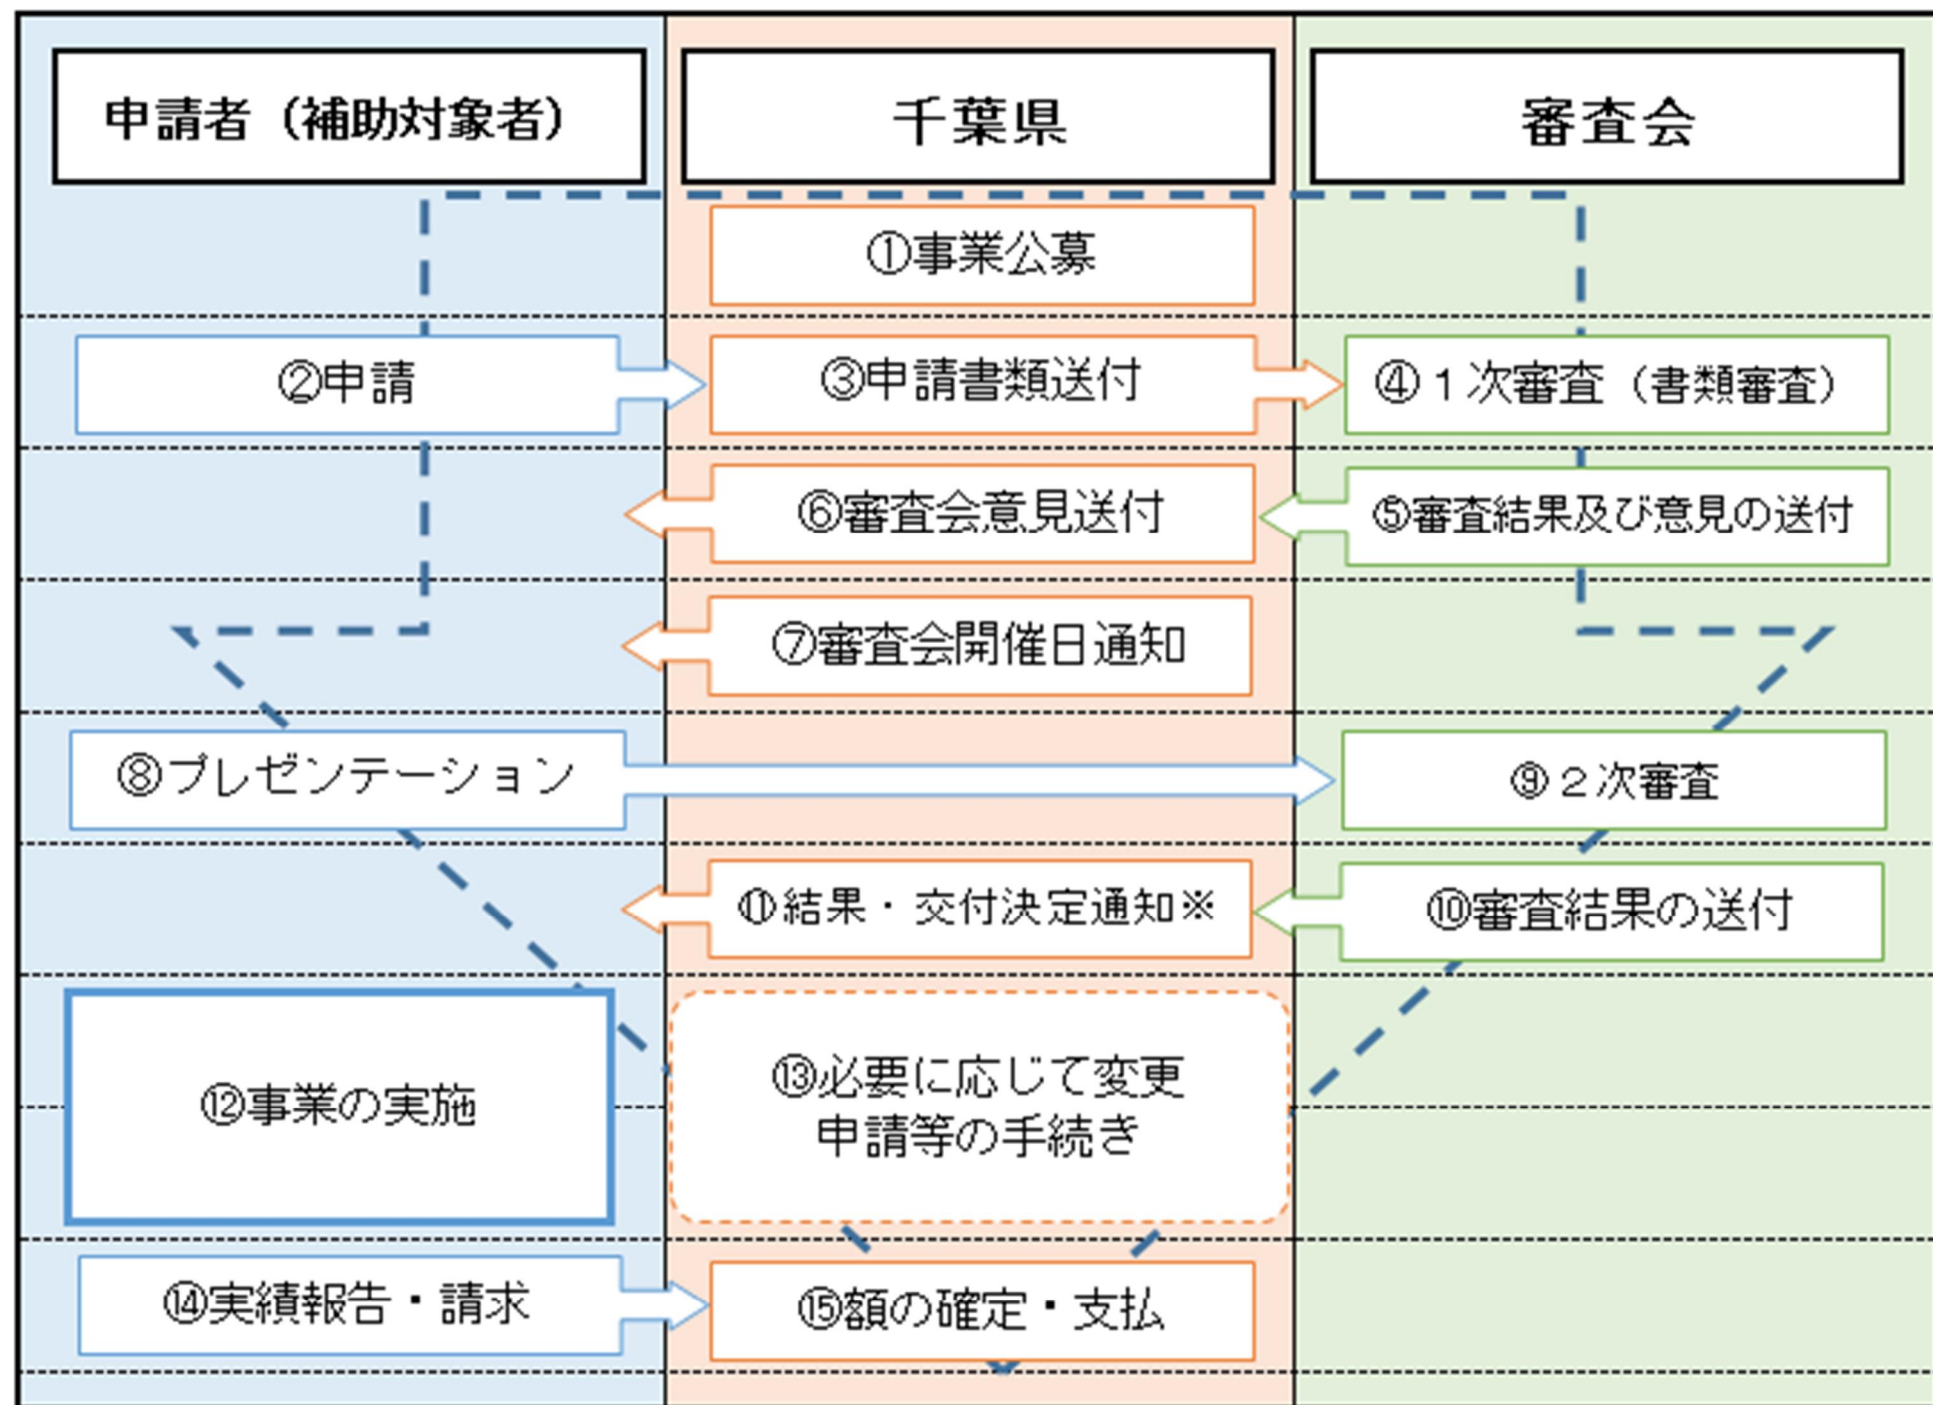 申請者（補助対象者）
千葉県
審査会
①事業公募
②申請
③申請書類送付
④１次審査（書類審査）
⑥審査会意見送付
⑤審査結果及び意見の送付
⑦審査会開催日通知
⑧プレゼンテーション
⑨２次審査
⑪結果・交付決定通知※
⑩審査結果の送付
⑫事業の実施
⑬必要に応じて変更
申請等の手続き
⑭実績報告・請求
⑮額の確定・支払